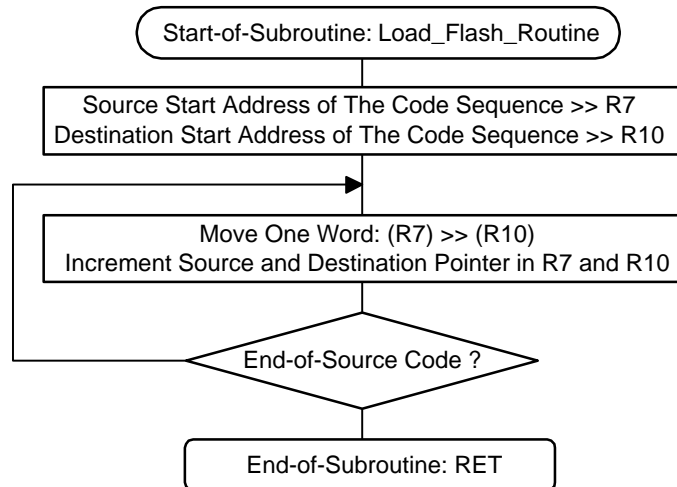 Start-of-Subroutine: Load_Flash_Routine
Source Start Address of The Code Sequence >> R7
Destination Start Address of The Code Sequence >> R10
Move One Word: (R7) >> (R10)
Increment Source and Destination Pointer in R7 and R10
End-of-Source Code ?
End-of-Subroutine: RET